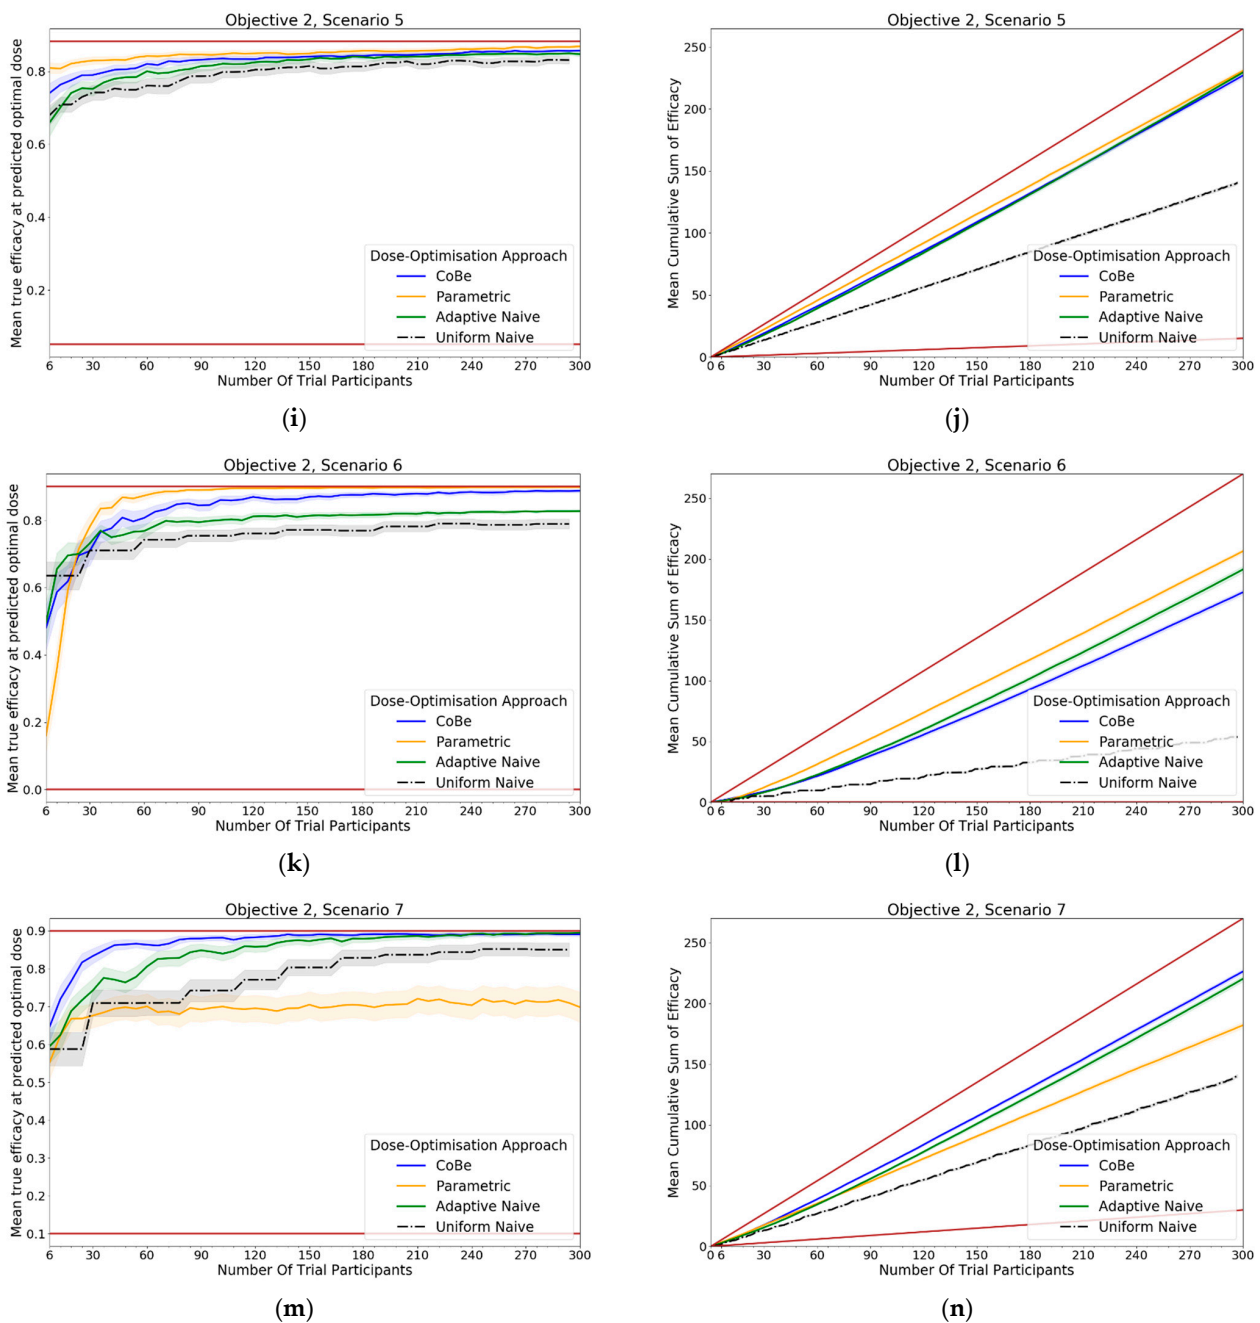 Objective 2, Scenario 5
Mean true efficacy at predicted optimal dose
0.8
0.6
0.4
0.2
Dose-Optimisation Approach
CoBe
Parametric
Adaptive Naive
Uniform Naive
6 30 60 90 120 150 180 210 240 270 300
Number Of Trial Participants
(i)
Objective 2, Scenario 5
Mean Cumulative Sum of Efficacy
250
200
150
100
50
0
Dose-Optimisation Approach
CoBe
Parametric
Adaptive Naive
Uniform Naive
0 6 30 60 90 120 150 180 210 240 270 300
Number Of Trial Participants
(j)
Objective 2, Scenario 6
Mean true efficacy at predicted optimal dose
0.8
0.6
0.4
0.2
0.0
Dose-Optimisation Approach
CoBe
Parametric
Adaptive Naive
Uniform Naive
6 30 60 90 120 150 180 210 240 270 300
Number Of Trial Participants
(k)
Objective 2, Scenario 6
Mean Cumulative Sum of Efficacy
250
200
150
100
50
0
Dose-Optimisation Approach
CoBe
Parametric
Adaptive Naive
Uniform Naive
0 6 30 60 90 120 150 180 210 240 270 300
Number Of Trial Participants
(l)
Objective 2, Scenario 7
Mean true efficacy at predicted optimal dose
0.9
0.8
0.7
0.6
0.5
0.4
0.3
0.2
0.1
Dose-Optimisation Approach
CoBe
Parametric
Adaptive Naive
Uniform Naive
6 30 60 90 120 150 180 210 240 270 300
Number Of Trial Participants
(m)
Objective 2, Scenario 7
Mean Cumulative Sum of Efficacy
250
200
150
100
50
0
Dose-Optimisation Approach
CoBe
Parametric
Adaptive Naive
Uniform Naive
0 6 30 60 90 120 150 180 210 240 270 300
Number Of Trial Participants
(n)